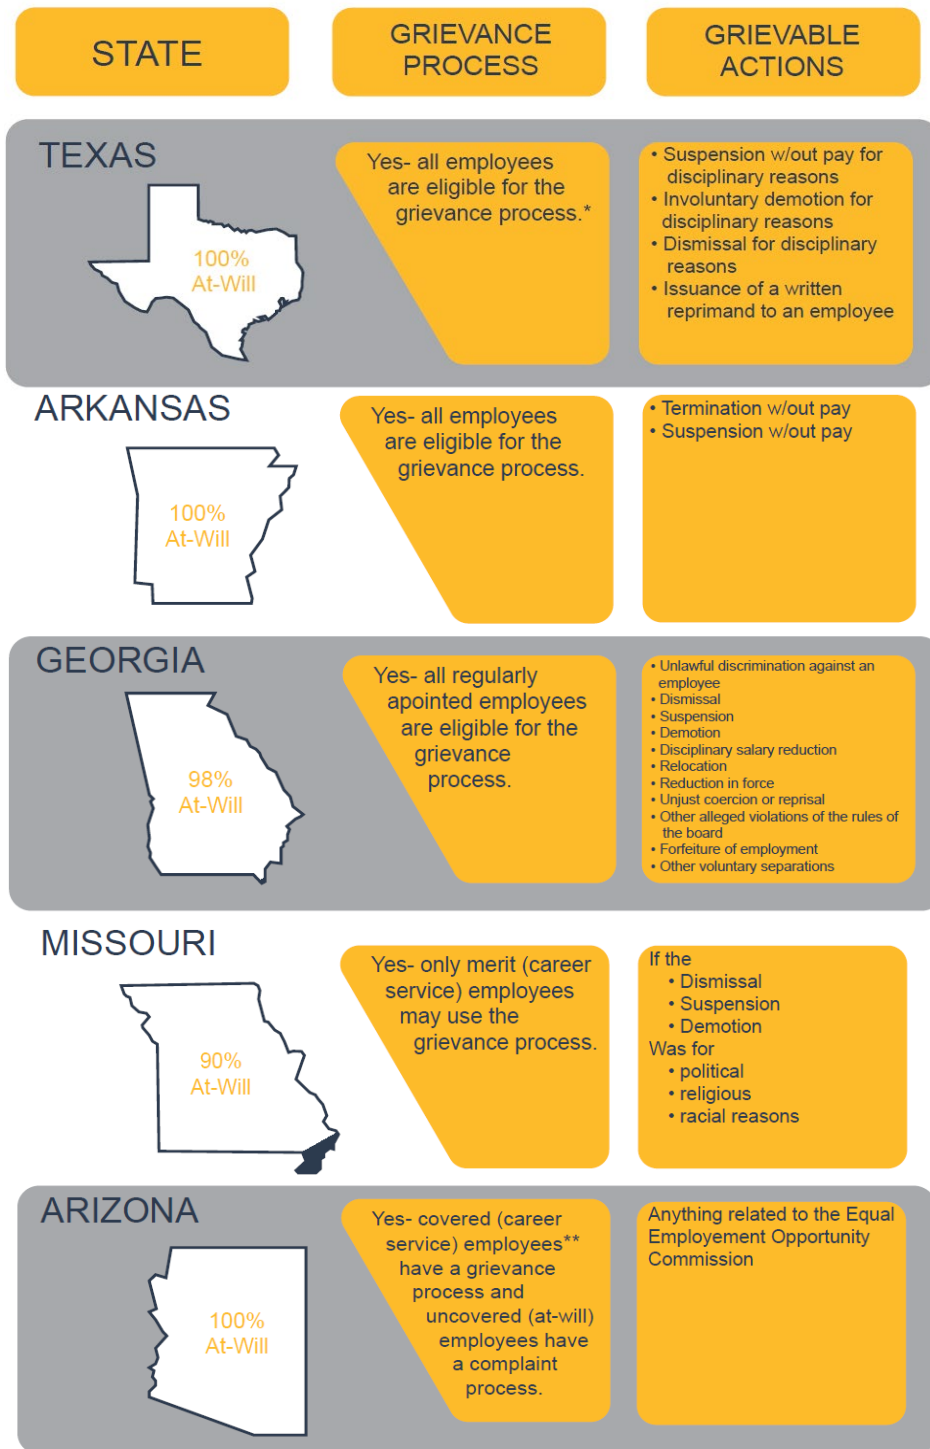 STATE
GRIEVANCE
PROCESS
GRIEVABLE
ACTIONS
TEXAS
100%
At-Will
Yes- all employees
are eligible for the
grievance process.*
• Suspension w/out pay for
disciplinary reasons
• Involuntary demotion for
disciplinary reasons
• Dismissal for disciplinary
reasons
• Issuance of a written
reprimand to an employee
ARKANSAS
100%
At-Will
Yes- all employees
are eligible for the
grievance process.
• Termination w/out pay
• Suspension w/out pay
GEORGIA
98%
At-Will
Yes- all regularly
apointed employees
are eligible for the
grievance
process.
• Unlawful discrimination against an
employee
• Dismissal
• Suspension
• Demotion
• Disciplinary salary reduction
• Relocation
• Reduction in force
• Unjust coercion or reprisal
• Other alleged violations of the rules of
the board
• Forfeiture of employment
• Other voluntary separations
MISSOURI
90%
At-Will
Yes- only merit (career
service) employees
may use the
grievance process.
If the
• Dismissal
• Suspension
• Demotion
Was for
• political
• religious
• racial reasons
ARIZONA
100%
At-Will
Yes- covered (career
service) employees**
have a grievance
process and
uncovered (at-will)
employees have
a complaint
process.
Anything related to the Equal
Employement Opportunity
Commission